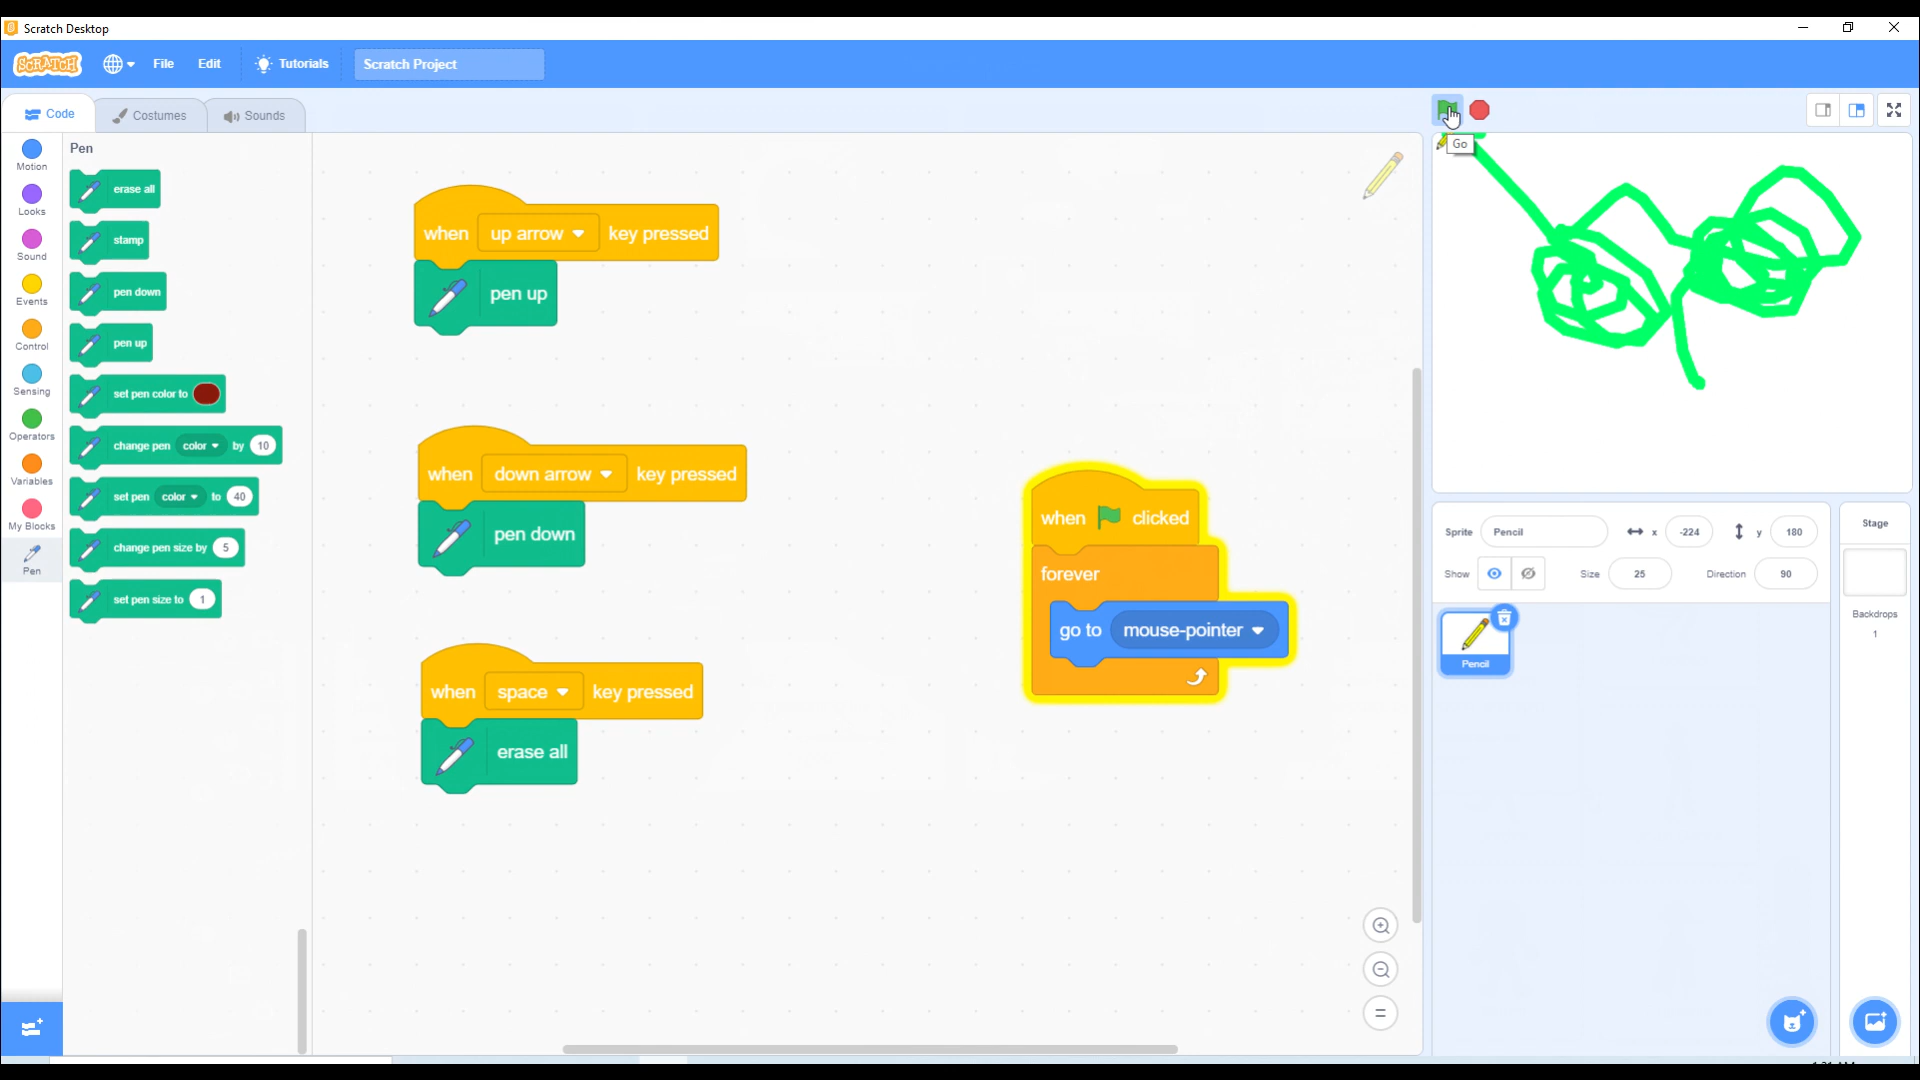 Scratch Desktop
SCRATCH
File
Edit
Tutorials
Scratch Project
Code
Costumes
Sounds
Go
Motion
Looks
Sound
Events
Control
Sensing
Operators
Variables
My Blocks
Pen
Pen
erase all
stamp
pen down
pen up
set pen color to
change pen color by 10
set pen color to 40
change pen size by 5
set pen size to 1
when up arrow key pressed
pen up
when down arrow key pressed
pen down
when space key pressed
erase all
when clicked
forever
go to mouse-pointer
Sprite Pencil x -224 y 180
Show Size 25 Direction 90
Pencil
Stage
Backdrops
1